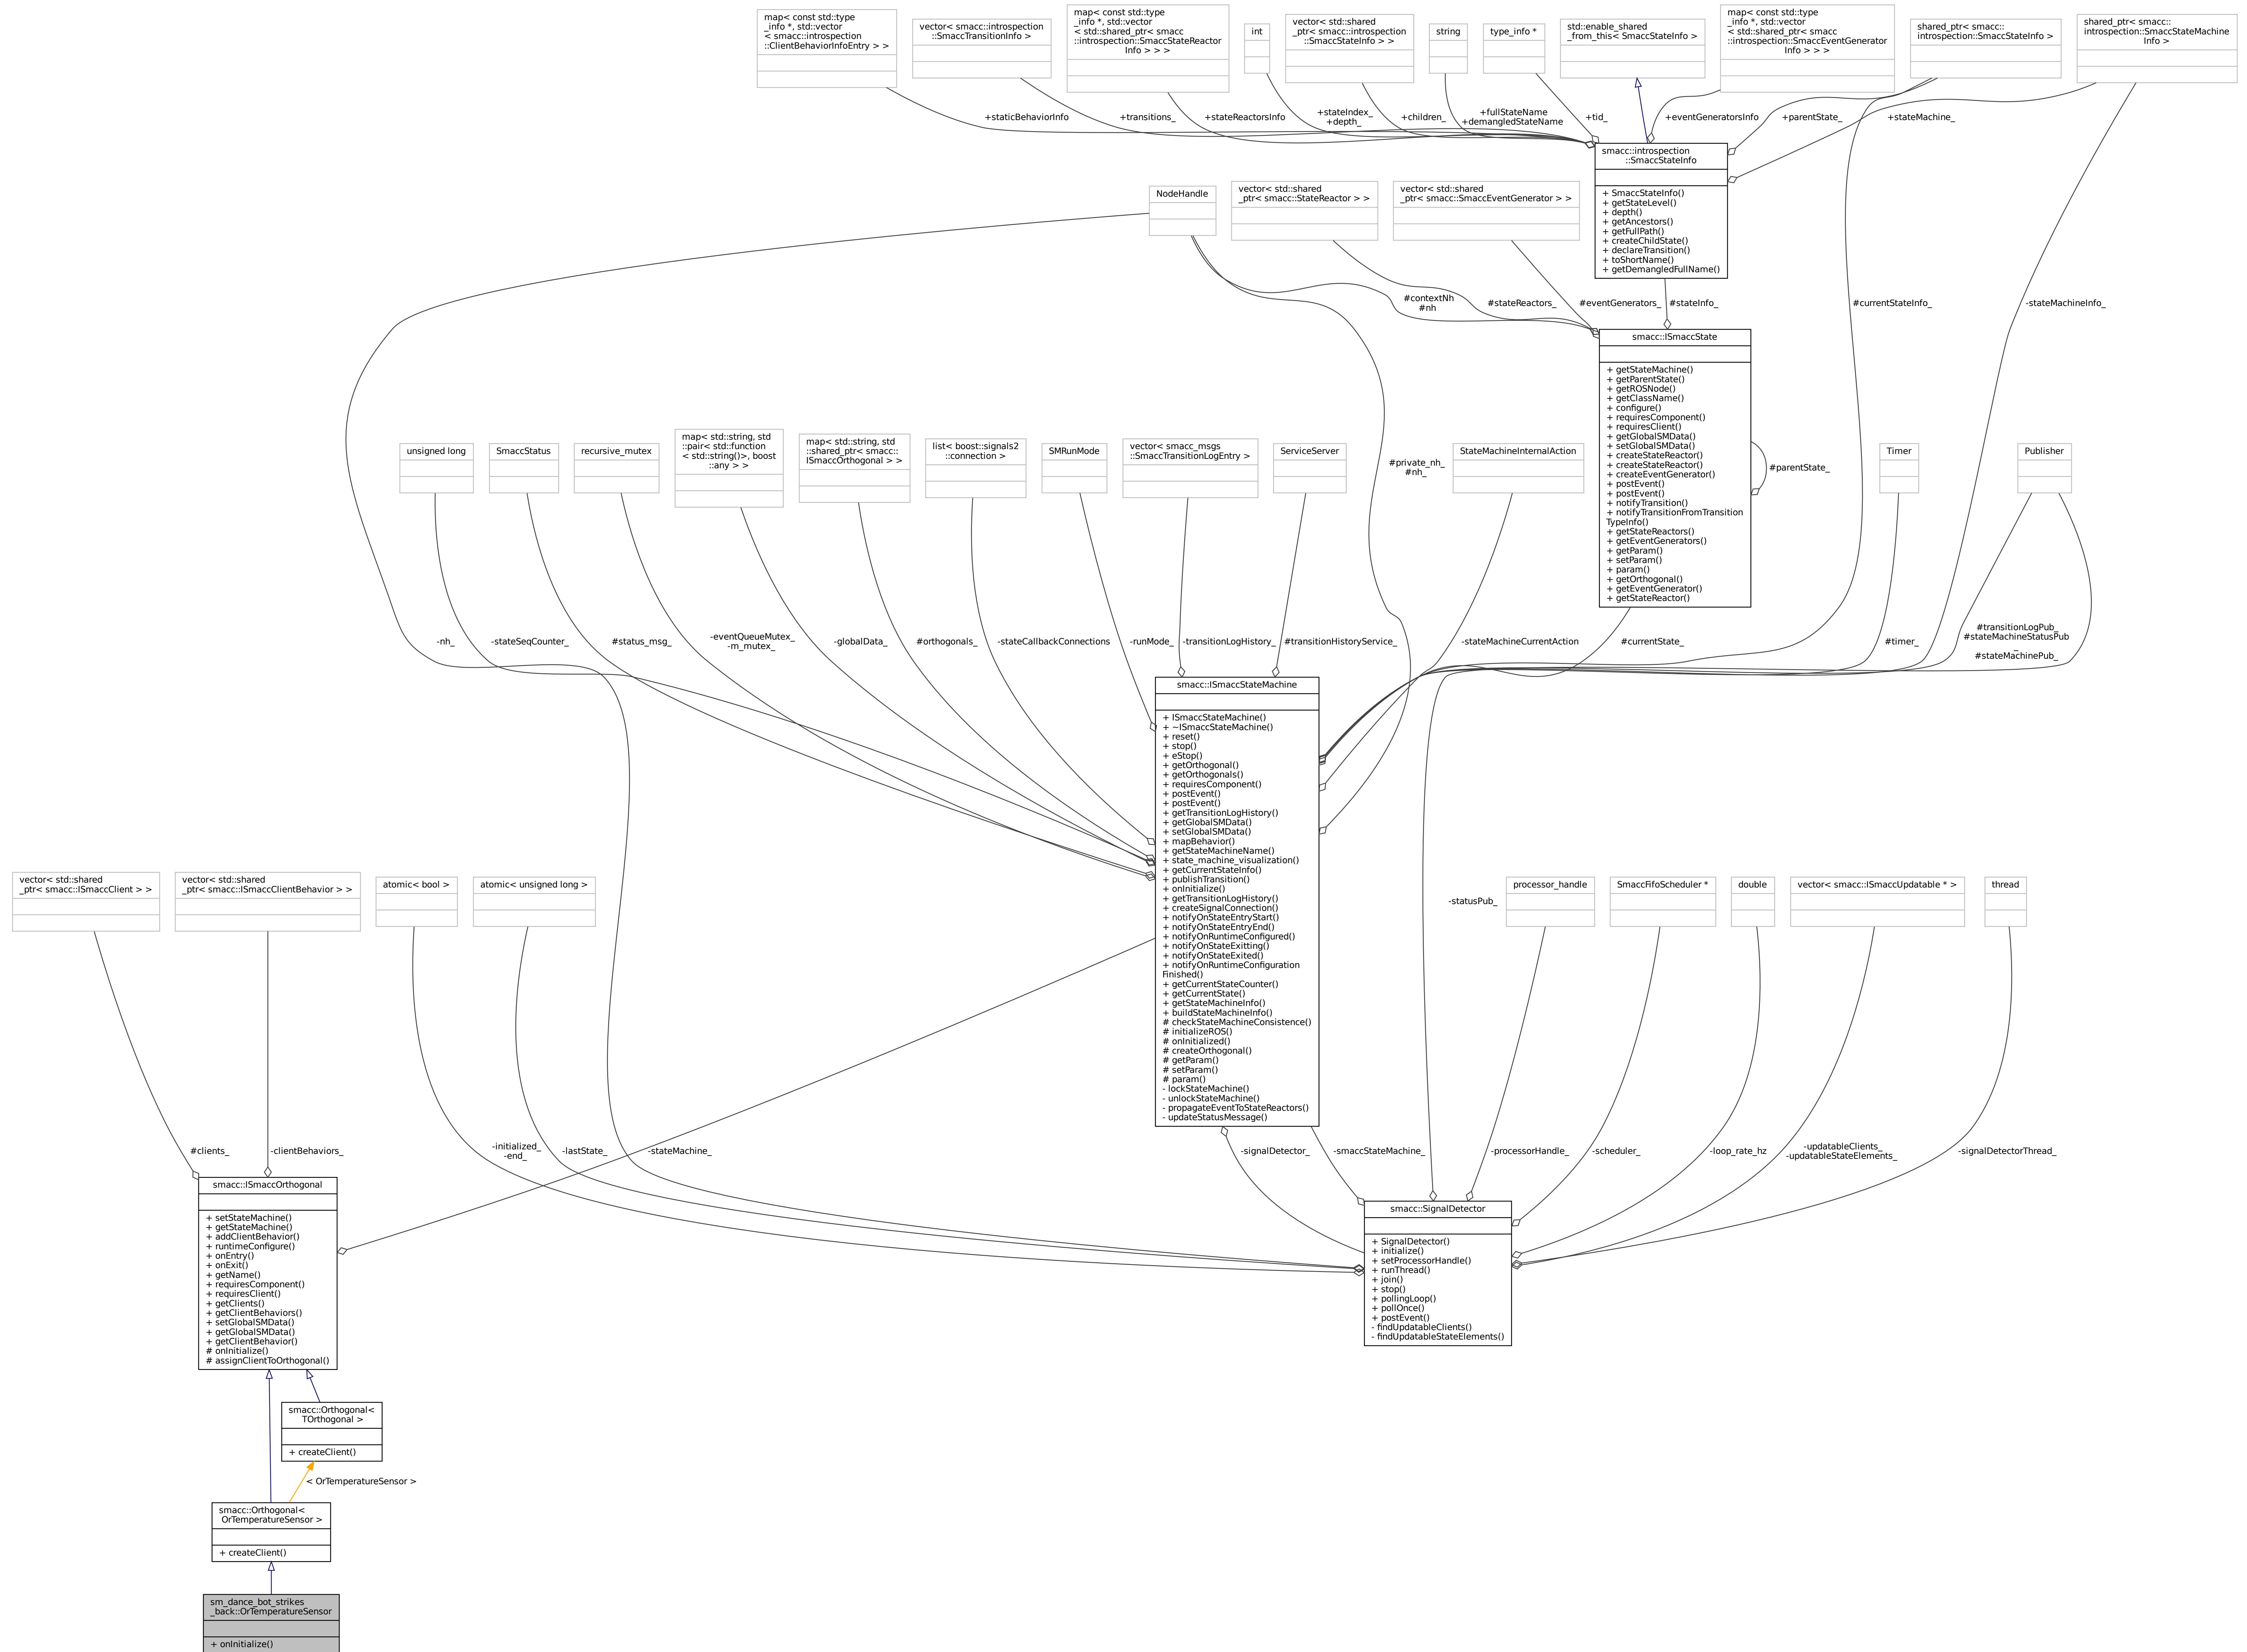 map< const std::type
_info *, std::vector
< smacc::introspection
::ClientBehaviorInfoEntry > >
vector< smacc::introspection
::SmaccTransitionInfo >
map< const std::type
_info *, std::vector
< std::shared_ptr< smacc
::introspection::SmaccStateReactor
Info > > >
int
vector< std::shared
_ptr< smacc::introspection
::SmaccStateInfo > >
string
type_info *
std::enable_shared
_from_this< SmaccStateInfo >
map< const std::type
_info *, std::vector
< std::shared_ptr< smacc
::introspection::SmaccEventGenerator
Info > > >
shared_ptr< smacc::
introspection::SmaccStateInfo >
shared_ptr< smacc::
introspection::SmaccStateMachine
Info >
+staticBehaviorInfo
+transitions_
+stateReactorsInfo
+stateIndex_
+depth_
+children_
+fullStateName
+demangledStateName
+tid_
+eventGeneratorsInfo
+parentState_
+stateMachine_
smacc::introspection
::SmaccStateInfo
+ SmaccStateInfo()
+ getStateLevel()
+ depth()
+ getAncestors()
+ getFullPath()
+ createChildState()
+ declareTransition()
+ toShortName()
+ getDemangledFullName()
NodeHandle
vector< std::shared
_ptr< smacc::StateReactor > >
vector< std::shared
_ptr< smacc::SmaccEventGenerator > >
#contextNh
#nh
#stateReactors_
#eventGenerators_
#stateInfo_
#currentStateInfo_
-stateMachineInfo_
smacc::ISmaccState
+ getStateMachine()
+ getParentState()
+ getROSNode()
+ getClassName()
+ configure()
+ requiresComponent()
+ requiresClient()
+ getGlobalSMData()
+ setGlobalSMData()
+ createStateReactor()
+ createStateReactor()
+ createEventGenerator()
+ postEvent()
+ postEvent()
+ notifyTransition()
+ notifyTransitionFromTransition
TypeInfo()
+ getStateReactors()
+ getEventGenerators()
+ getParam()
+ setParam()
+ param()
+ getOrthogonal()
+ getEventGenerator()
+ getStateReactor()
#parentState_
unsigned long
SmaccStatus
recursive_mutex
map< std::string, std
::pair< std::function
< std::string()>, boost
::any > >
map< std::string, std
::shared_ptr< smacc::
ISmaccOrthogonal > >
list< boost::signals2
::connection >
SMRunMode
vector< smacc_msgs
::SmaccTransitionLogEntry >
ServiceServer
#private_nh_
#nh_
StateMachineInternalAction
Timer
Publisher
-nh_
-stateSeqCounter_
#status_msg_
-eventQueueMutex_
-m_mutex_
-globalData_
#orthogonals_
-stateCallbackConnections
-runMode_
-transitionLogHistory_
#transitionHistoryService_
-stateMachineCurrentAction
#currentState_
#timer_
#transitionLogPub_
#stateMachineStatusPub
_
#stateMachinePub_
smacc::ISmaccStateMachine
+ ISmaccStateMachine()
+ ~ISmaccStateMachine()
+ reset()
+ stop()
+ eStop()
+ getOrthogonal()
+ getOrthogonals()
+ requiresComponent()
+ postEvent()
+ postEvent()
+ getTransitionLogHistory()
+ getGlobalSMData()
+ setGlobalSMData()
+ mapBehavior()
+ getStateMachineName()
+ state_machine_visualization()
+ getCurrentStateInfo()
+ publishTransition()
+ onInitialize()
+ getTransitionLogHistory()
+ createSignalConnection()
+ notifyOnStateEntryStart()
+ notifyOnStateEntryEnd()
+ notifyOnRuntimeConfigured()
+ notifyOnStateExitting()
+ notifyOnStateExited()
+ notifyOnRuntimeConfiguration
Finished()
+ getCurrentStateCounter()
+ getCurrentState()
+ getStateMachineInfo()
+ buildStateMachineInfo()
# checkStateMachineConsistence()
# initializeROS()
# onInitialized()
# createOrthogonal()
# getParam()
# setParam()
# param()
- lockStateMachine()
- unlockStateMachine()
- propagateEventToStateReactors()
- updateStatusMessage()
vector< std::shared
_ptr< smacc::ISmaccClient > >
vector< std::shared
_ptr< smacc::ISmaccClientBehavior > >
atomic< bool >
atomic< unsigned long >
-statusPub_
processor_handle
SmaccFifoScheduler *
double
vector< smacc::ISmaccUpdatable * >
thread
#clients_
-clientBehaviors_
-initialized_
-end_
-lastState_
-stateMachine_
-signalDetector_
-smaccStateMachine_
-processorHandle_
-scheduler_
-loop_rate_hz
-updatableClients_
-updatableStateElements_
-signalDetectorThread_
smacc::ISmaccOrthogonal
+ setStateMachine()
+ getStateMachine()
+ addClientBehavior()
+ runtimeConfigure()
+ onEntry()
+ onExit()
+ getName()
+ requiresComponent()
+ requiresClient()
+ getClients()
+ getClientBehaviors()
+ setGlobalSMData()
+ getGlobalSMData()
+ getClientBehavior()
# onInitialize()
# assignClientToOrthogonal()
smacc::SignalDetector
+ SignalDetector()
+ initialize()
+ setProcessorHandle()
+ runThread()
+ join()
+ stop()
+ pollingLoop()
+ pollOnce()
+ postEvent()
- findUpdatableClients()
- findUpdatableStateElements()
smacc::Orthogonal<
TOrthogonal >
+ createClient()
< OrTemperatureSensor >
smacc::Orthogonal<
OrTemperatureSensor >
+ createClient()
sm_dance_bot_strikes
_back::OrTemperatureSensor
+ onInitialize()